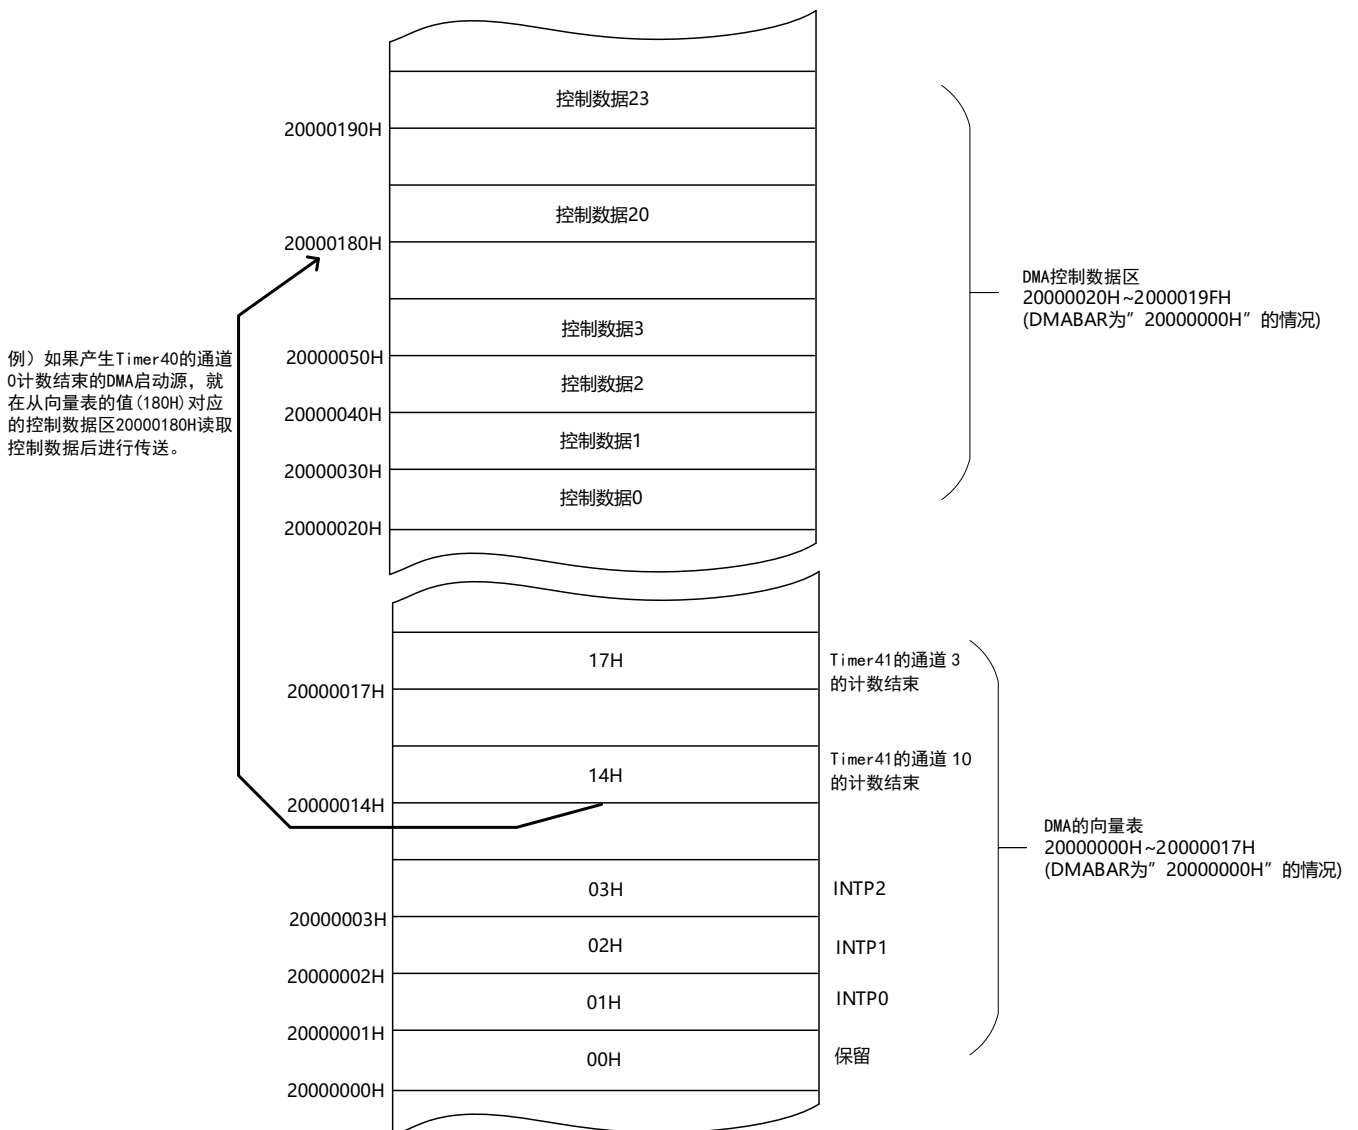 控制数据23
20000190H
控制数据20
20000180H
控制数据3
20000050H
控制数据2
20000040H
控制数据1
20000030H
控制数据0
20000020H
DMA控制数据区
20000020H~2000019FH
(DMABAR为”20000000H”的情况)
例）如果产生Timer40的通道
0计数结束的DMA启动源，就
在从向量表的值(180H)对应
的控制数据区20000180H读取
控制数据后进行传送。
17H
Timer41的通道 3
的计数结束
20000017H
14H
Timer41的通道 10
的计数结束
20000014H
03H
INTP2
20000003H
02H
INTP1
20000002H
01H
INTP0
20000001H
00H
保留
20000000H
DMA的向量表
20000000H~20000017H
(DMABAR为”20000000H”的情况)